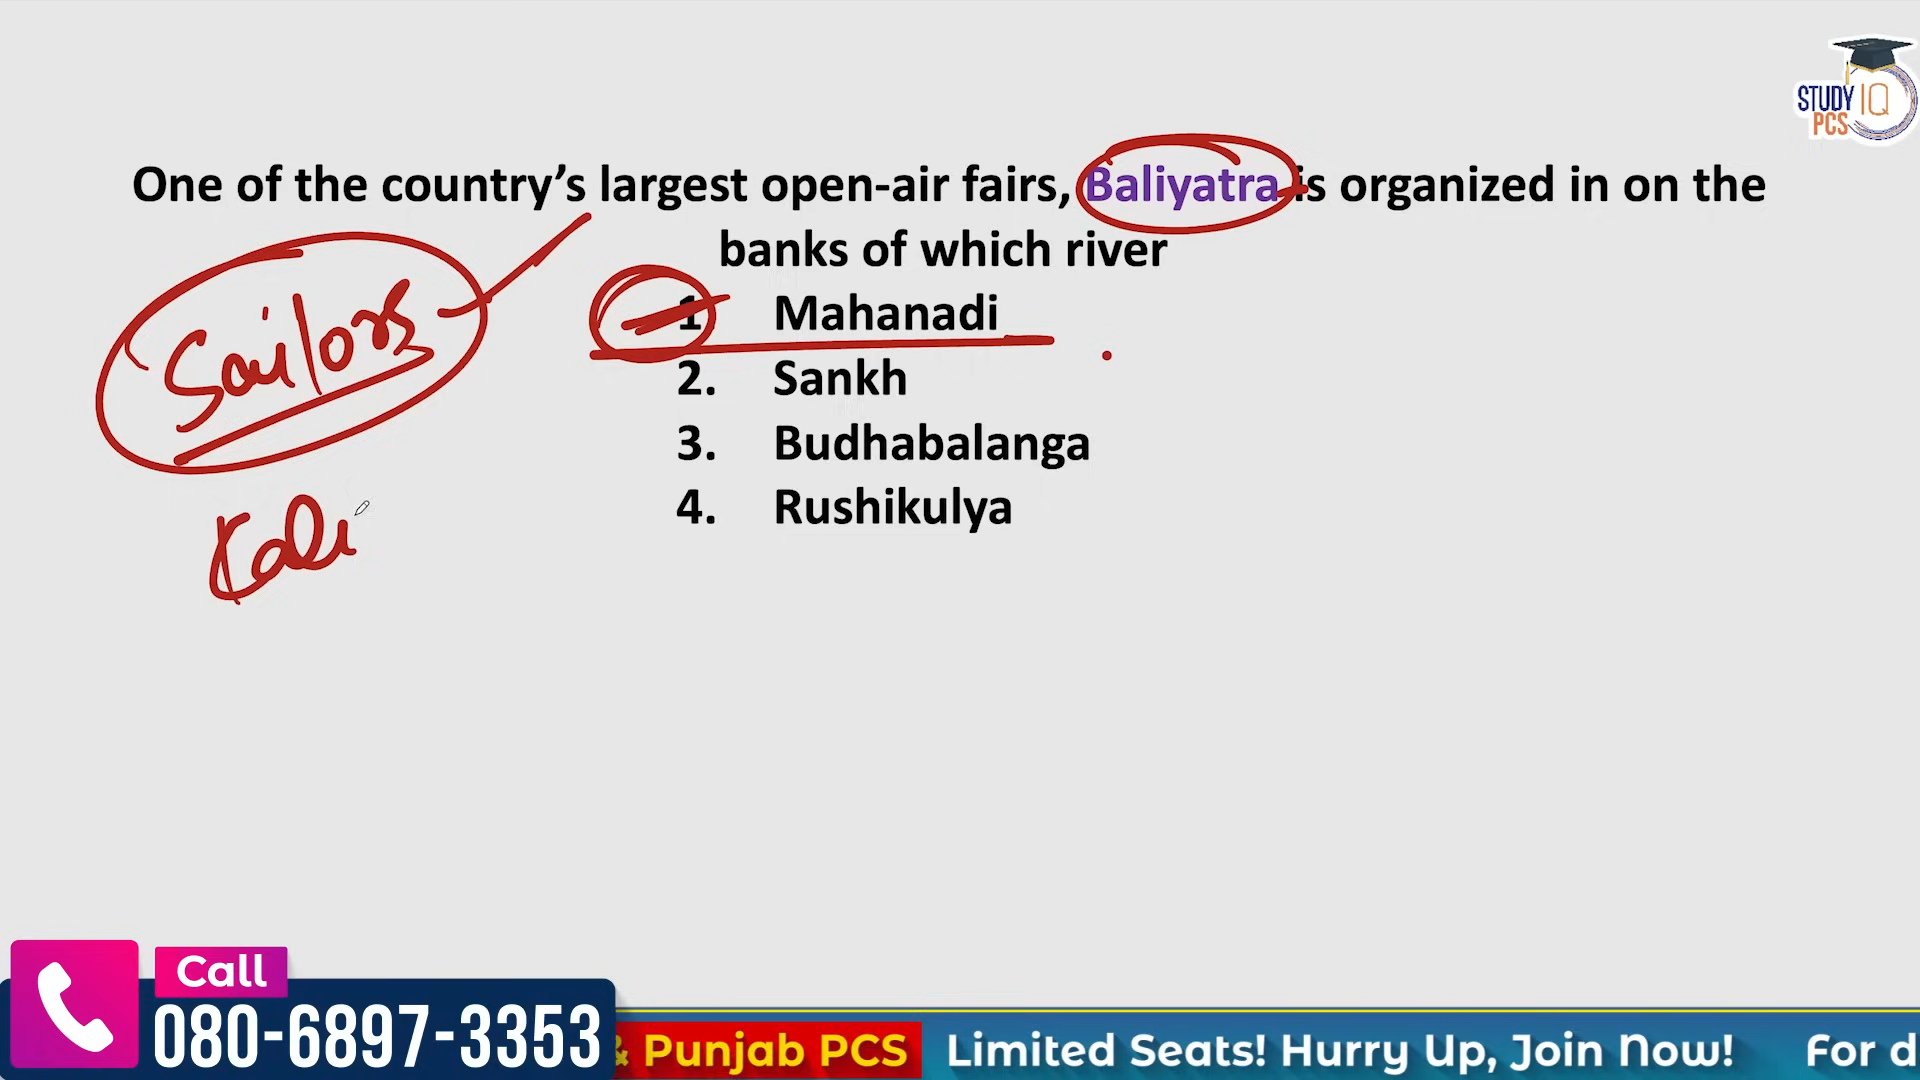 STUDY IQ
PCS
One of the country's largest open-air fairs, Baliyatra is organized in on the
banks of which river
1 Mahanadi
2. Sankh
3. Budhabalanga
4. Rushikulya
Sailors
Kali
Call
080-6897-3353
& Punjab PCS Limited Seats! Hurry Up, Join Now! For d